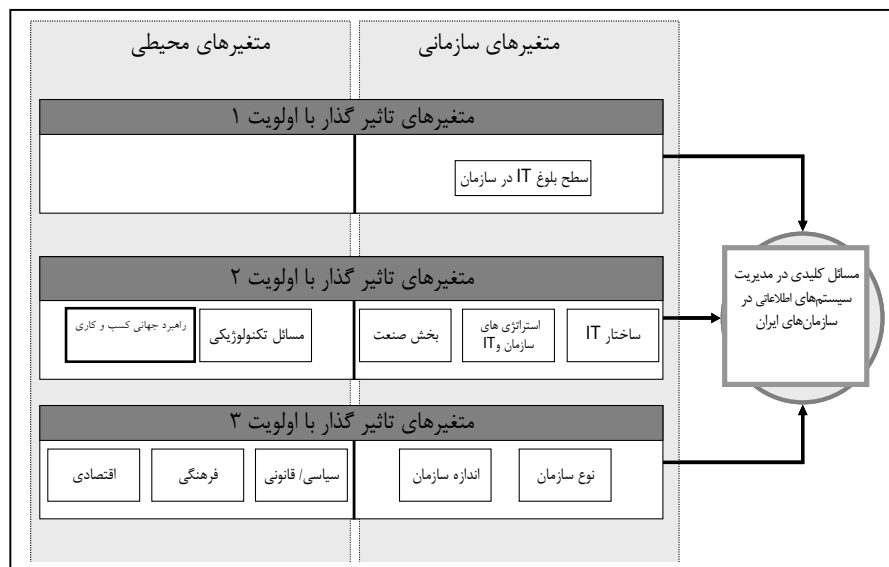 متغیرهای سازمانی
متغیرهای محیطی
متغیرهای تاثیر گذار با اولویت ۱
سطح بلوغ IT در سازمان
متغیرهای تاثیر گذار با اولویت ۲
ساختار IT
استراتژی های
سازمان وIT
بخش صنعت
مسائل تکنولوژیکی
راهبرد جهانی کسب و کاری
متغیرهای تاثیر گذار با اولویت ۳
نوع سازمان
اندازه سازمان
سیاسی/ قانونی
فرهنگی
اقتصادی
مسائل کلیدی در مدیریت
سیستم‌های اطلاعاتی در
سازمان‌های ایران